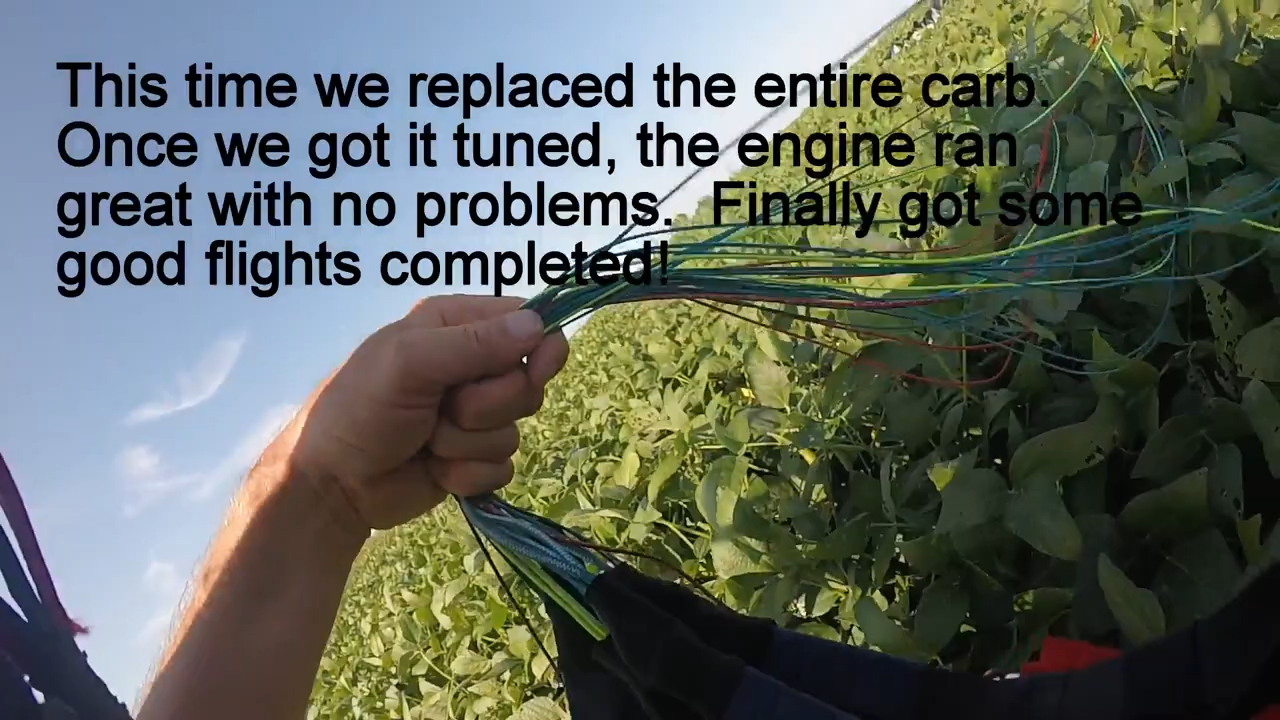 This time we replaced the entire carb.
Once we got it tuned, the engine ran
great with no problems.  Finally got some
good flights completed!